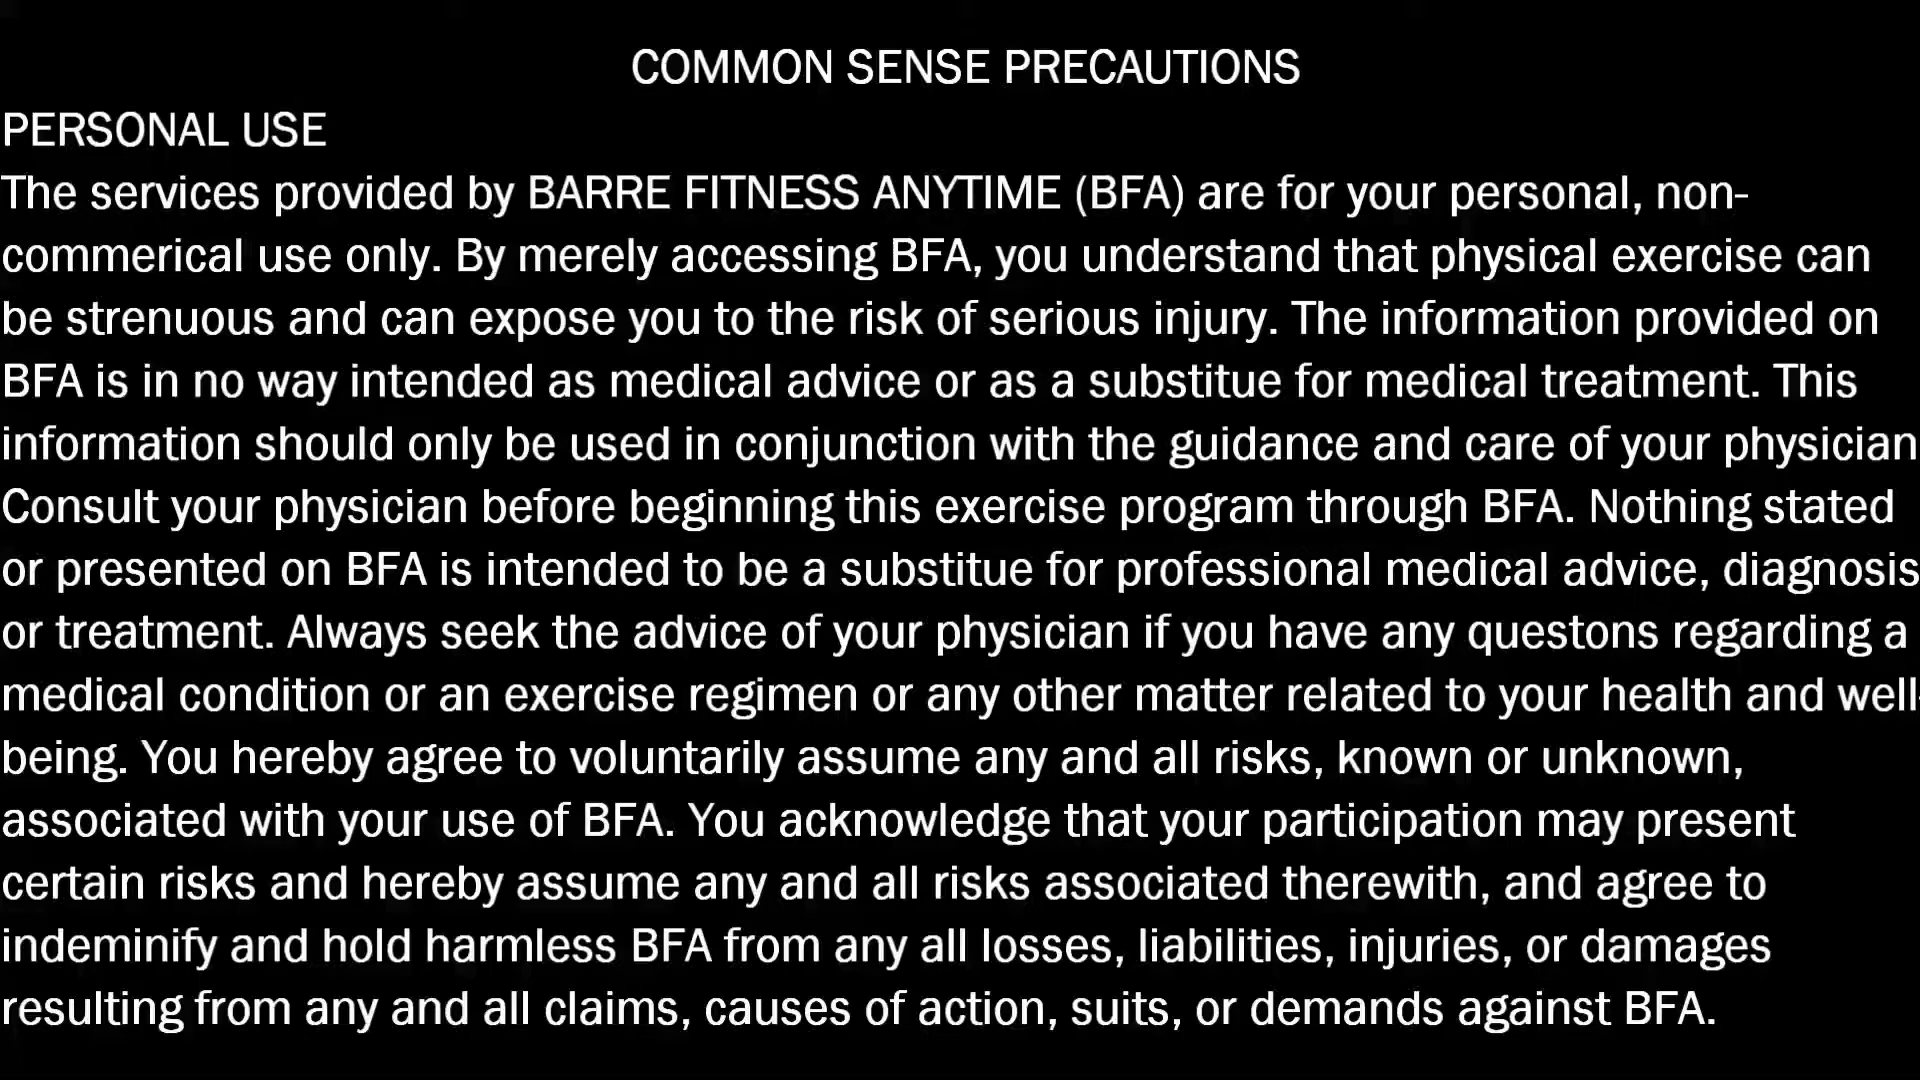 COMMON SENSE PRECAUTIONS
PERSONAL USE
The services provided by BARRE FITNESS ANYTIME (BFA) are for your personal, non-
commerical use only. By merely accessing BFA, you understand that physical exercise can
be strenuous and can expose you to the risk of serious injury. The information provided on
BFA is in no way intended as medical advice or as a substitue for medical treatment. This
information should only be used in conjunction with the guidance and care of your physician
Consult your physician before beginning this exercise program through BFA. Nothing stated
or presented on BFA is intended to be a substitue for professional medical advice, diagnosis
or treatment. Always seek the advice of your physician if you have any questons regarding a
medical condition or an exercise regimen or any other matter related to your health and well-
being. You hereby agree to voluntarily assume any and all risks, known or unknown,
associated with your use of BFA. You acknowledge that your participation may present
certain risks and hereby assume any and all risks associated therewith, and agree to
indeminify and hold harmless BFA from any all losses, liabilities, injuries, or damages
resulting from any and all claims, causes of action, suits, or demands against BFA.